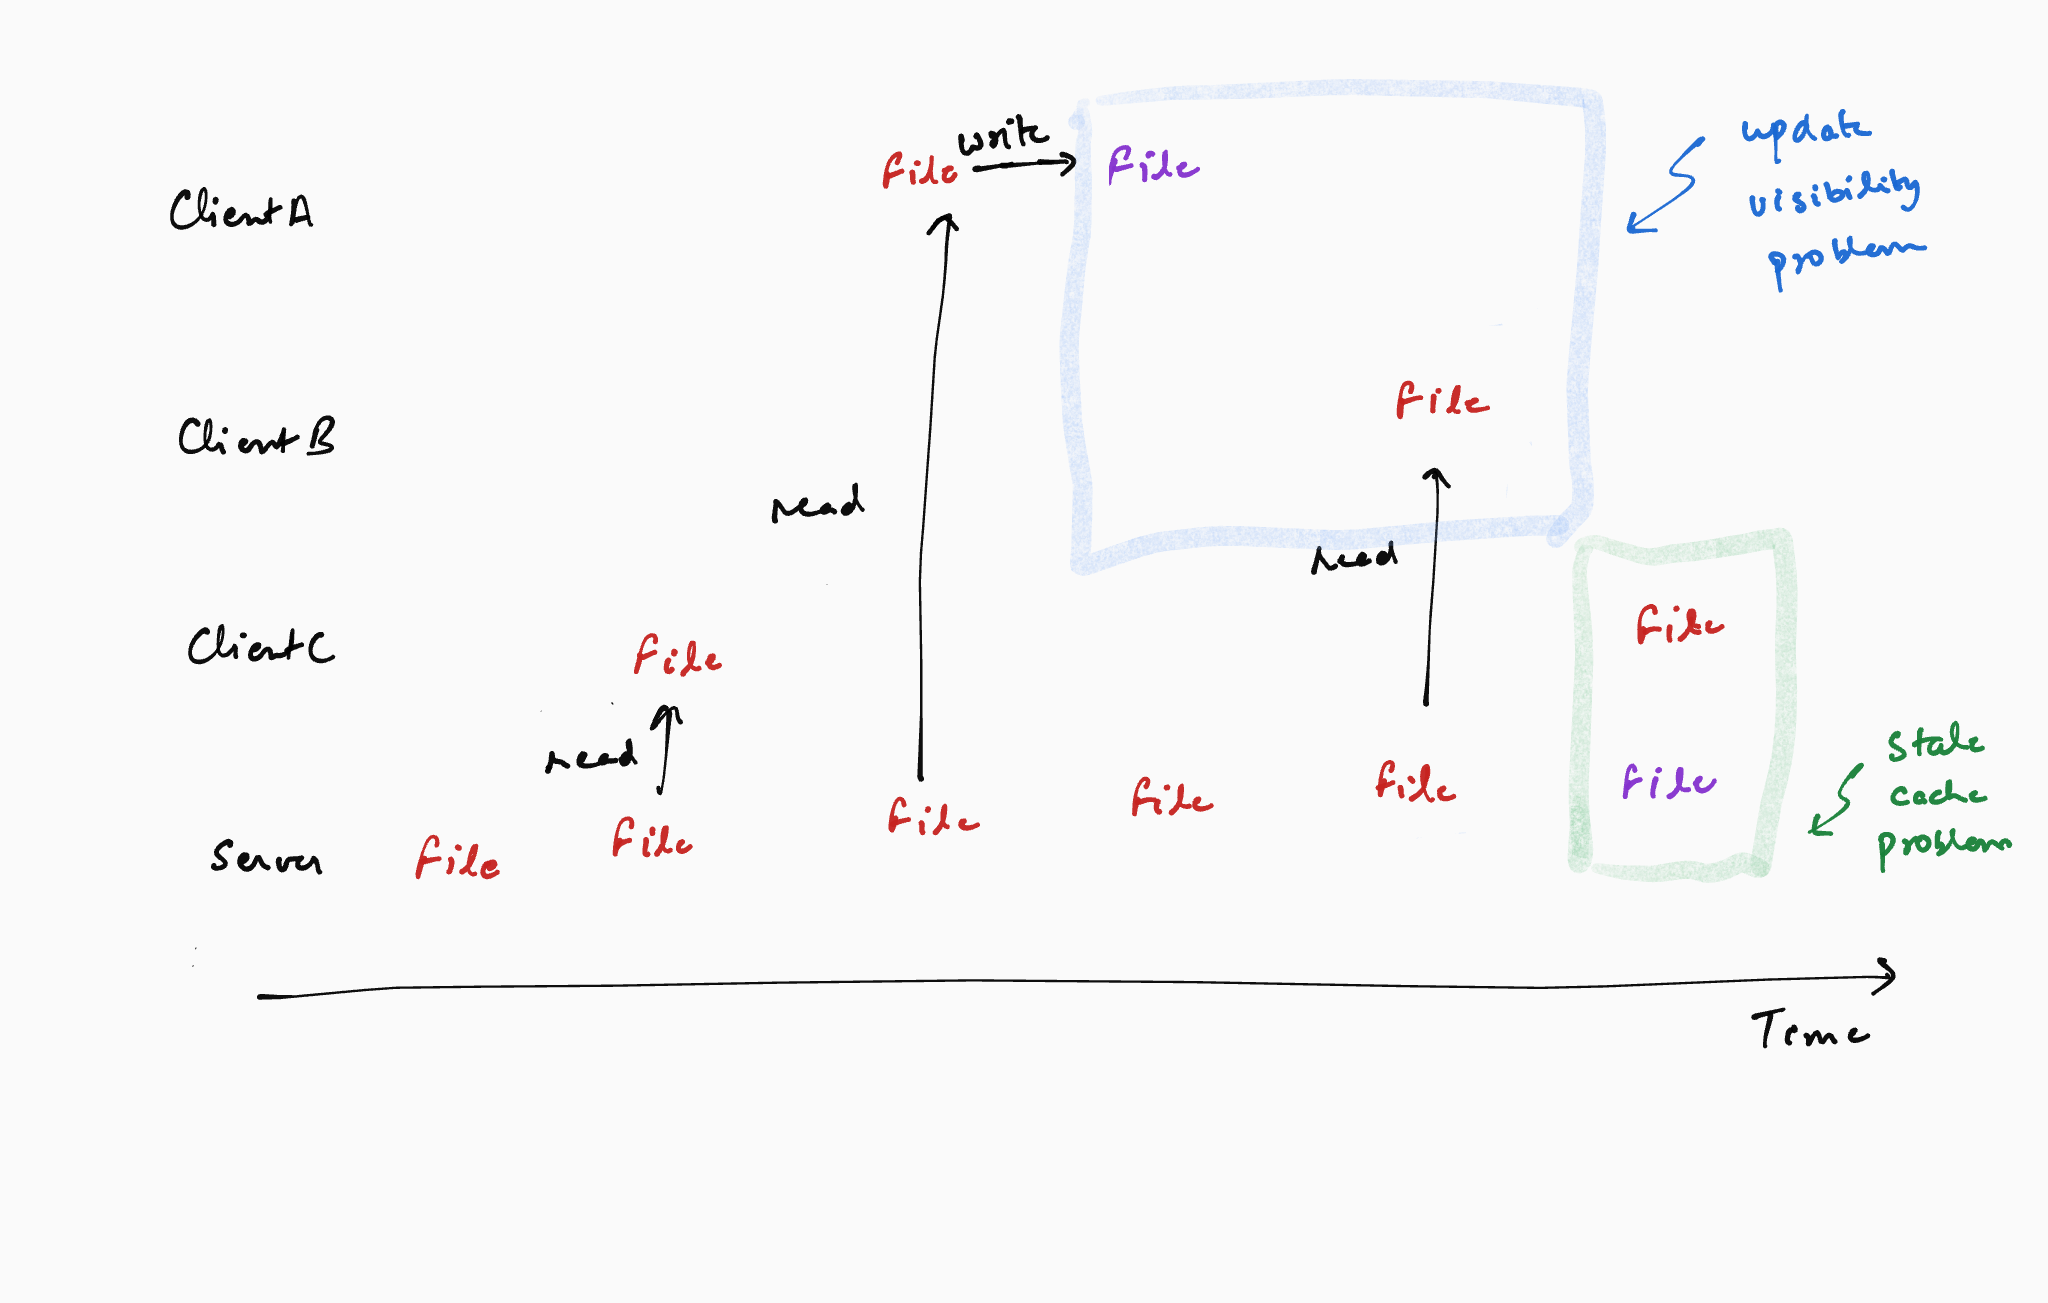 write
File
File
update
visibility
problem
Client A
File
Client B
read
read
File
Client C
File
read
File
File
File
File
File
File
Server
Stale
cache
problem
Time